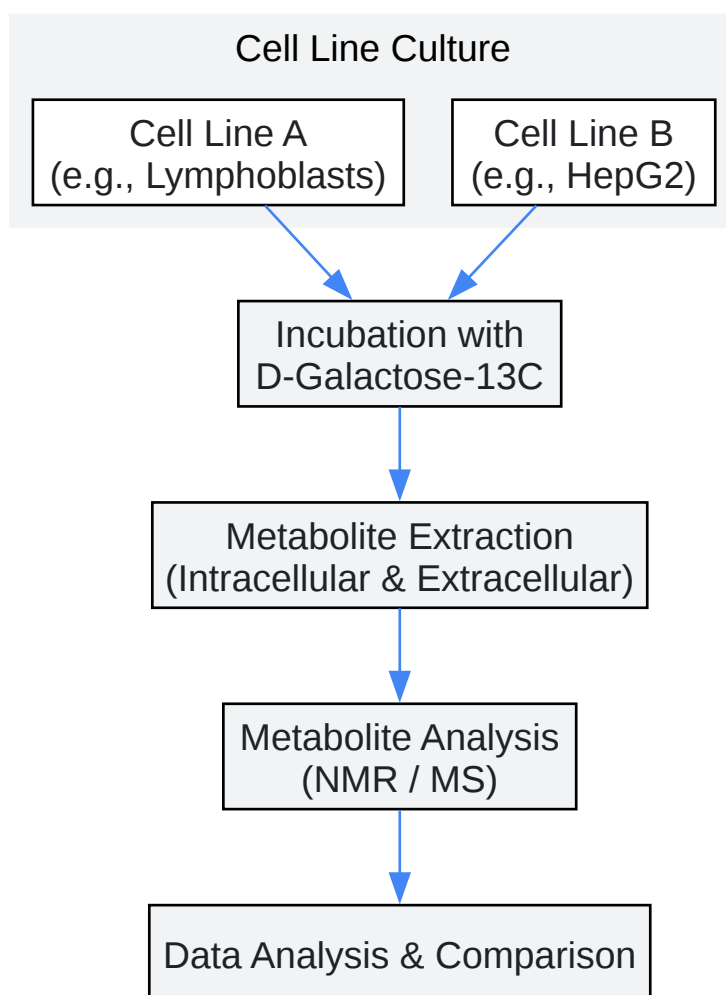 Cell Line Culture
Cell Line A
(e.g., Lymphoblasts)
Cell Line B
(e.g., HepG2)
Incubation with
D-Galactose-13C
Metabolite Extraction
(Intracellular & Extracellular)
Metabolite Analysis
(NMR / MS)
Data Analysis & Comparison